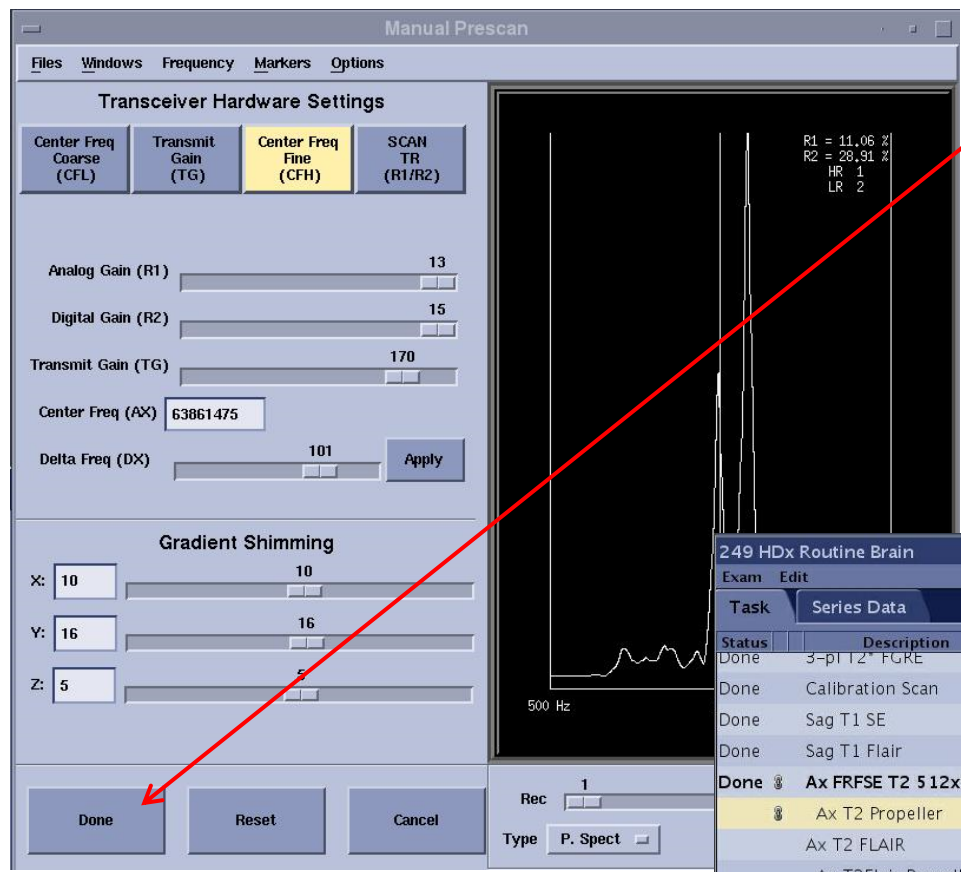 Manual Prescan
Files Windows Frequency Markers Options
Transceiver Hardware Settings
Center Freq Coarse (CFL)
Transmit Gain (TG)
Center Freq Fine (CFH)
SCAN TR (R1/R2)
R1 = 11.06 %
R2 = 28.91 %
HR 1
LR 2
Analog Gain (R1) 13
Digital Gain (R2) 15
Transmit Gain (TG) 170
Center Freq (AX) 63861475
Delta Freq (DX) 101 Apply
Gradient Shimming
X: 10 10
Y: 16 16
Z: 5 5
500 Hz
249 HDx Routine Brain
Exam Edit
Task Series Data
Status Description
Done 3-pl T2* FGRE
Done Calibration Scan
Done Sag T1 SE
Done Sag T1 Flair
Done Ax FRFSE T2 512x
Ax T2 Propeller
Ax T2 FLAIR
Done Reset Cancel
Rec 1
Type P. Spect